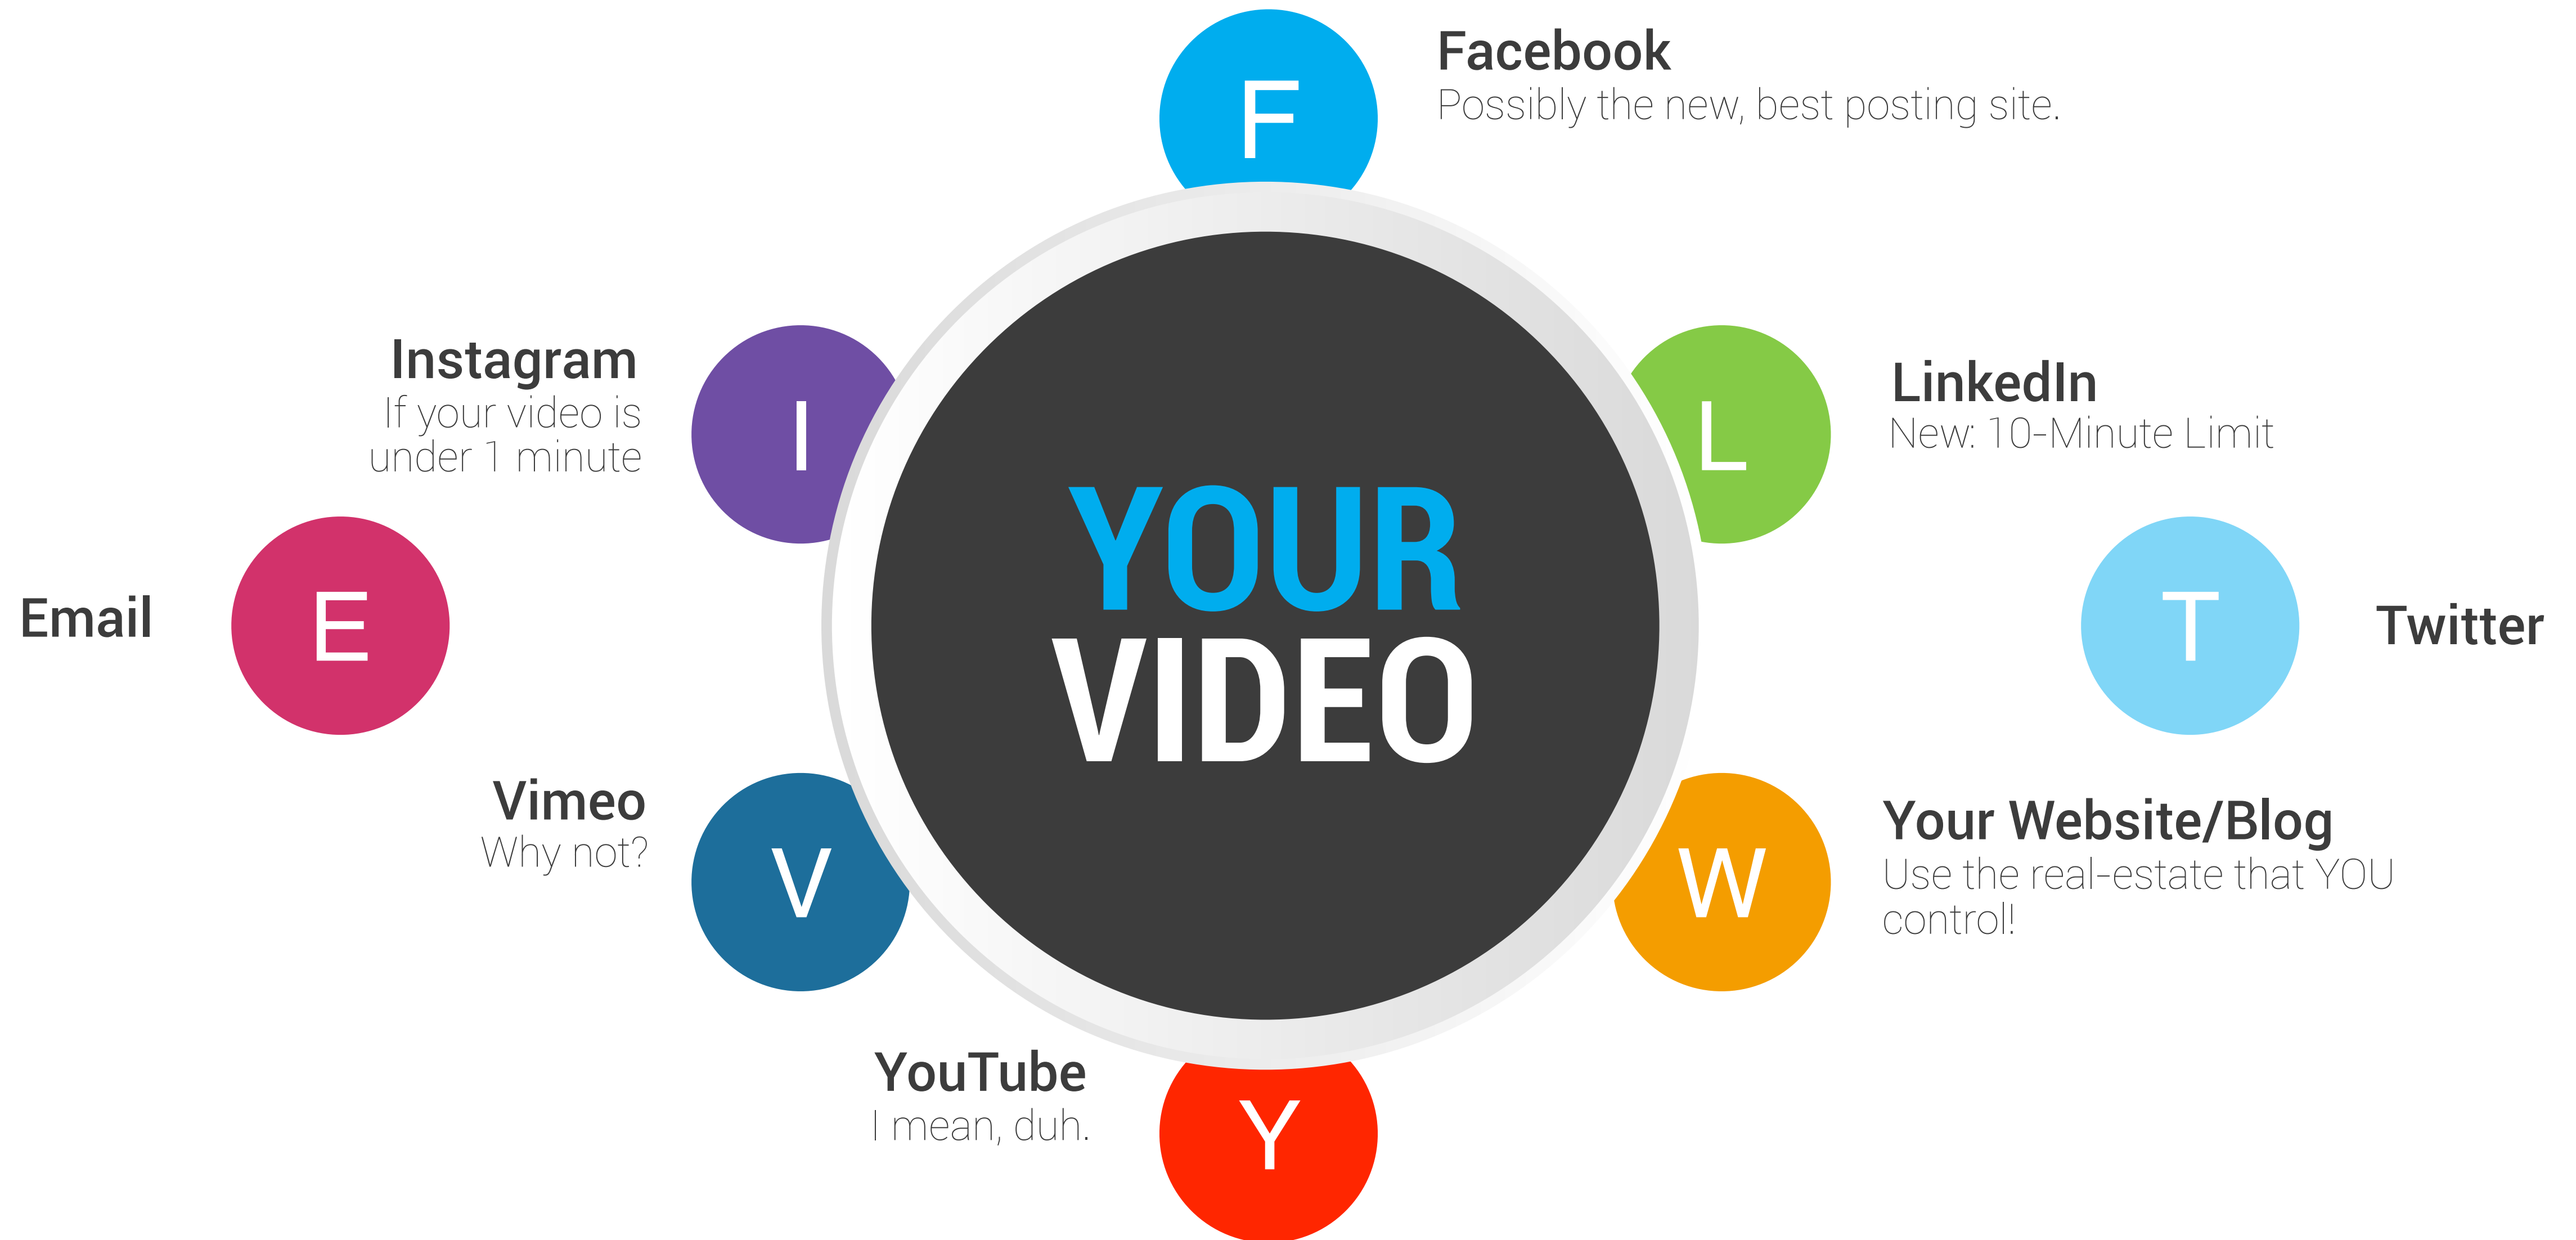 F
Facebook
Possibly the new, best posting site.
I
Instagram
If your video is
under 1 minute
L
LinkedIn
New: 10-Minute Limit
YOUR
VIDEO
Email
E
T
Twitter
Vimeo
Why not?
V
W
Your Website/Blog
Use the real-estate that YOU
control!
YouTube
I mean, duh.
Y